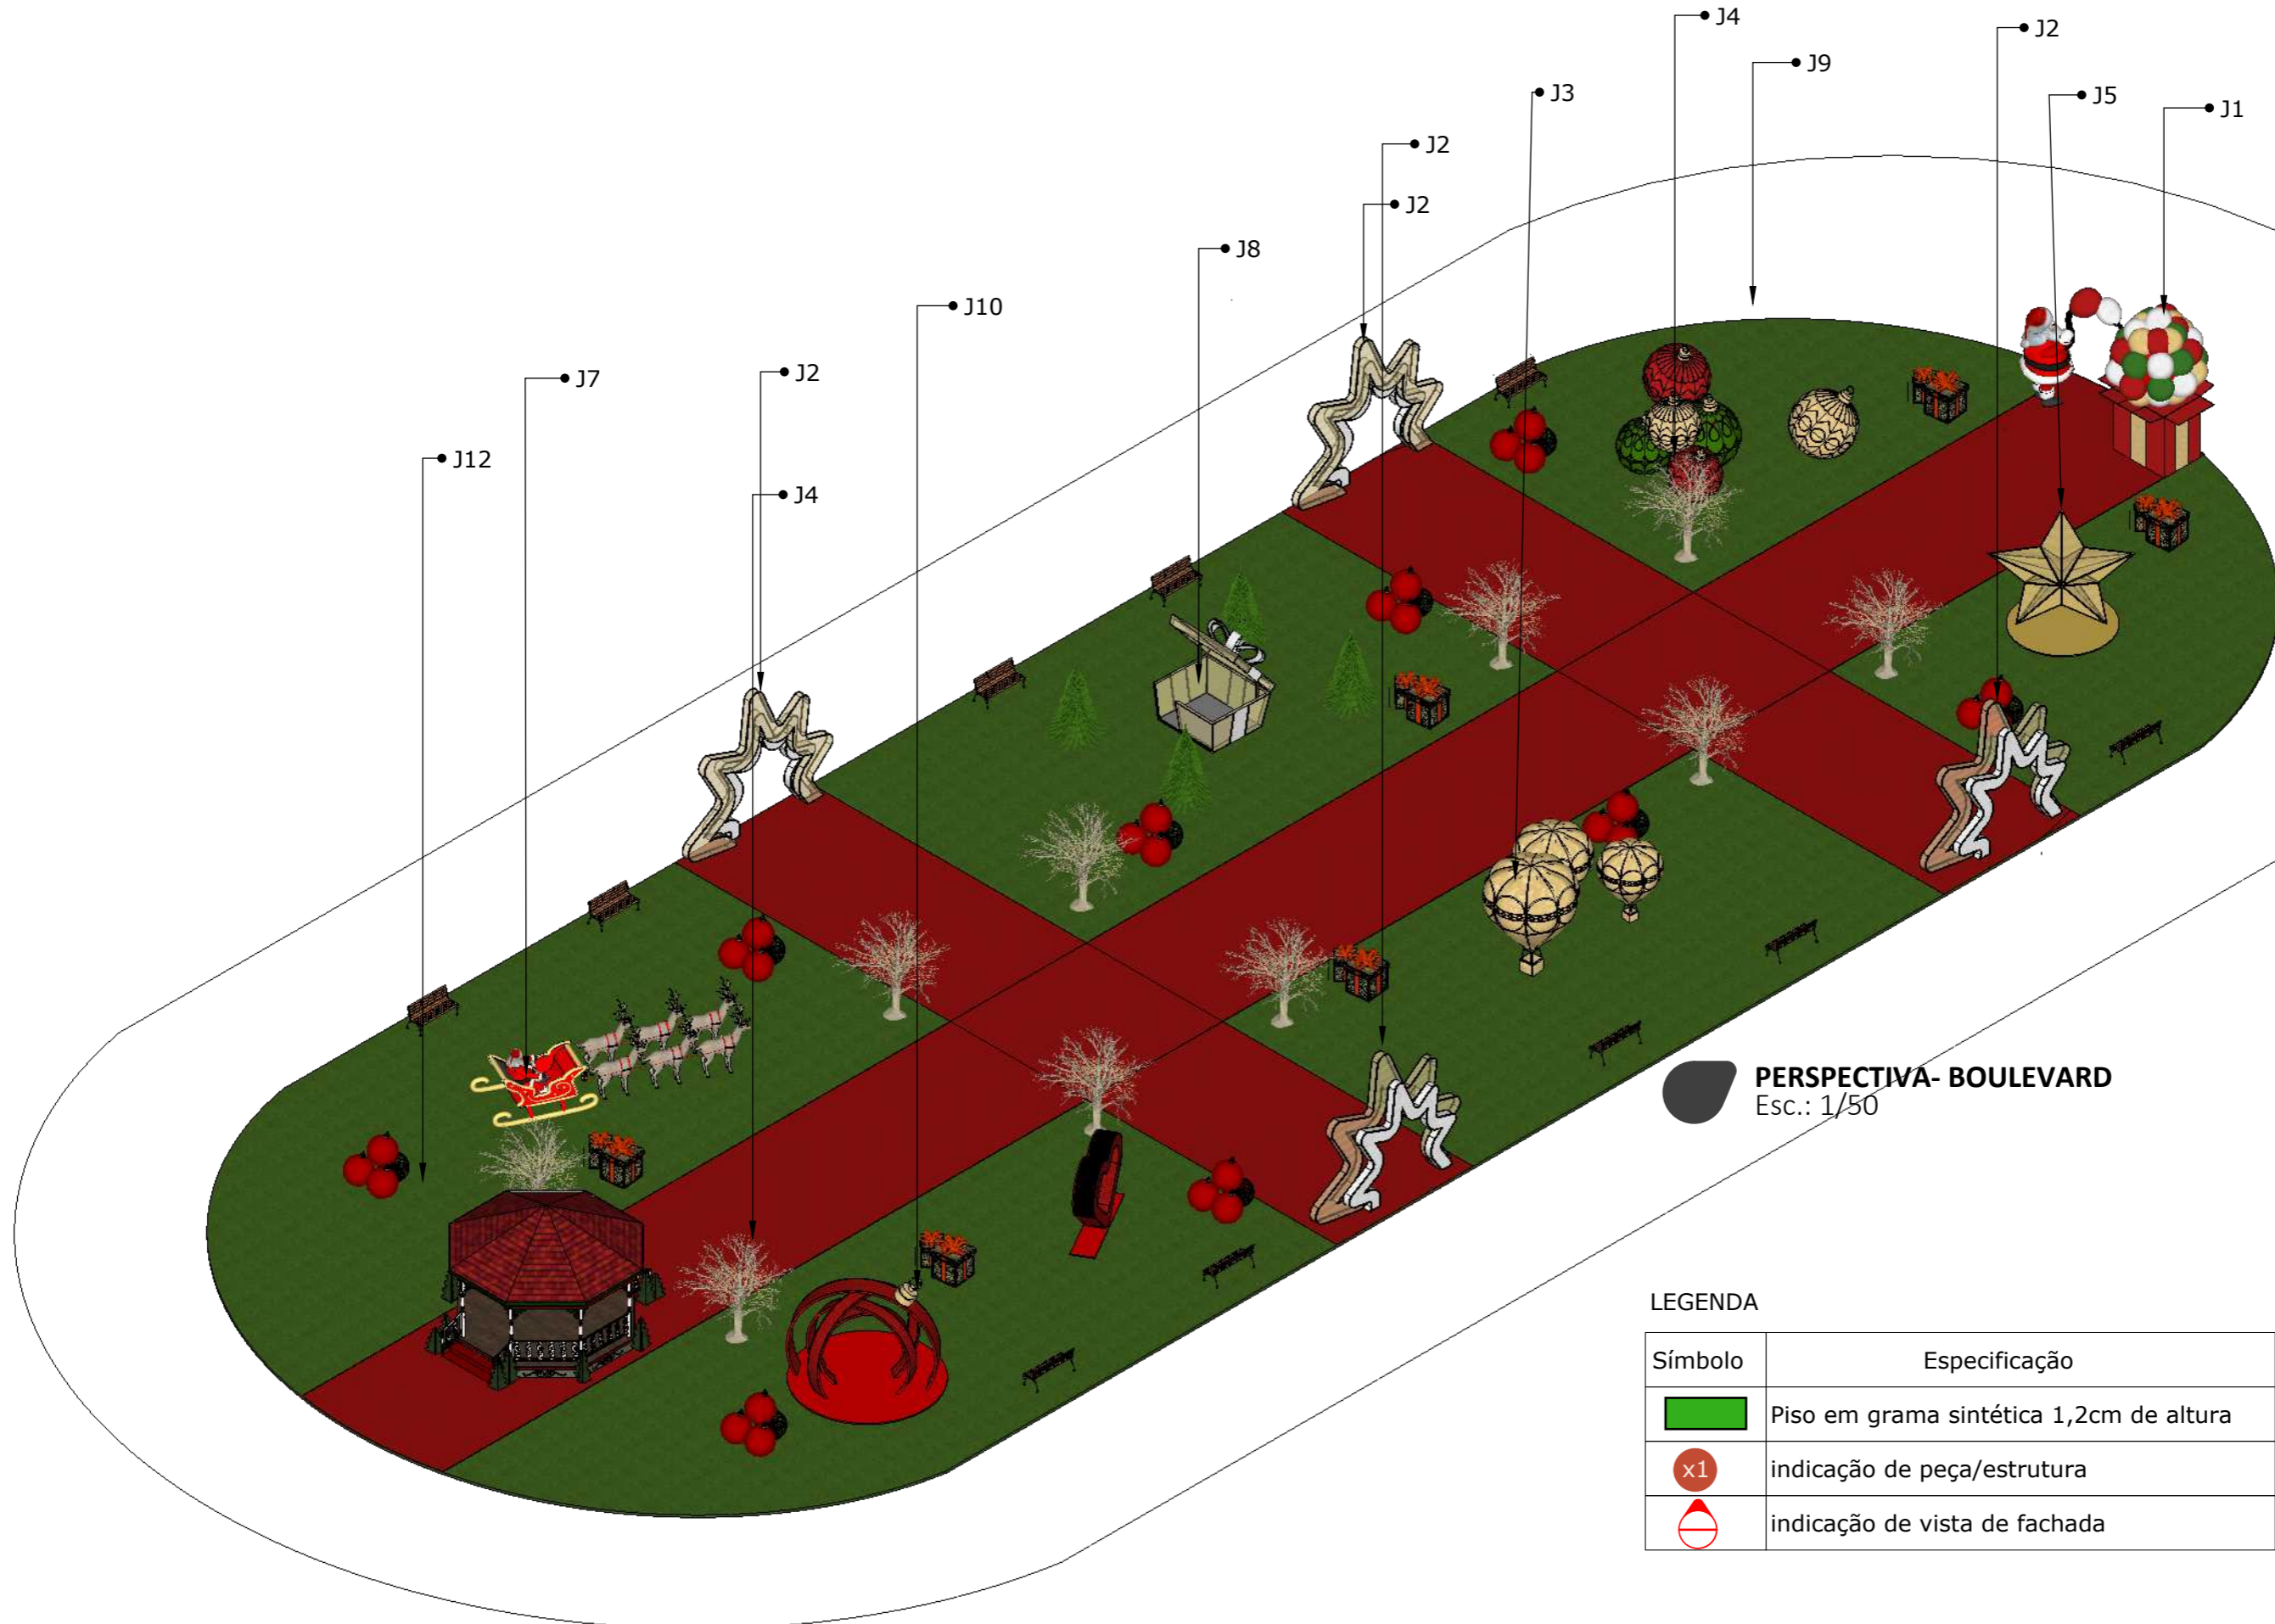 J4
J2
J9
J3
J5
J1
J2
J2
J8
J10
J2
J7
J12
J4
PERSPECTIVA- BOULEVARD
Esc.: 1/50
LEGENDA
Símbolo Especificação
Piso em grama sintética 1,2cm de altura
x1 indicação de peça/estrutura
indicação de vista de fachada